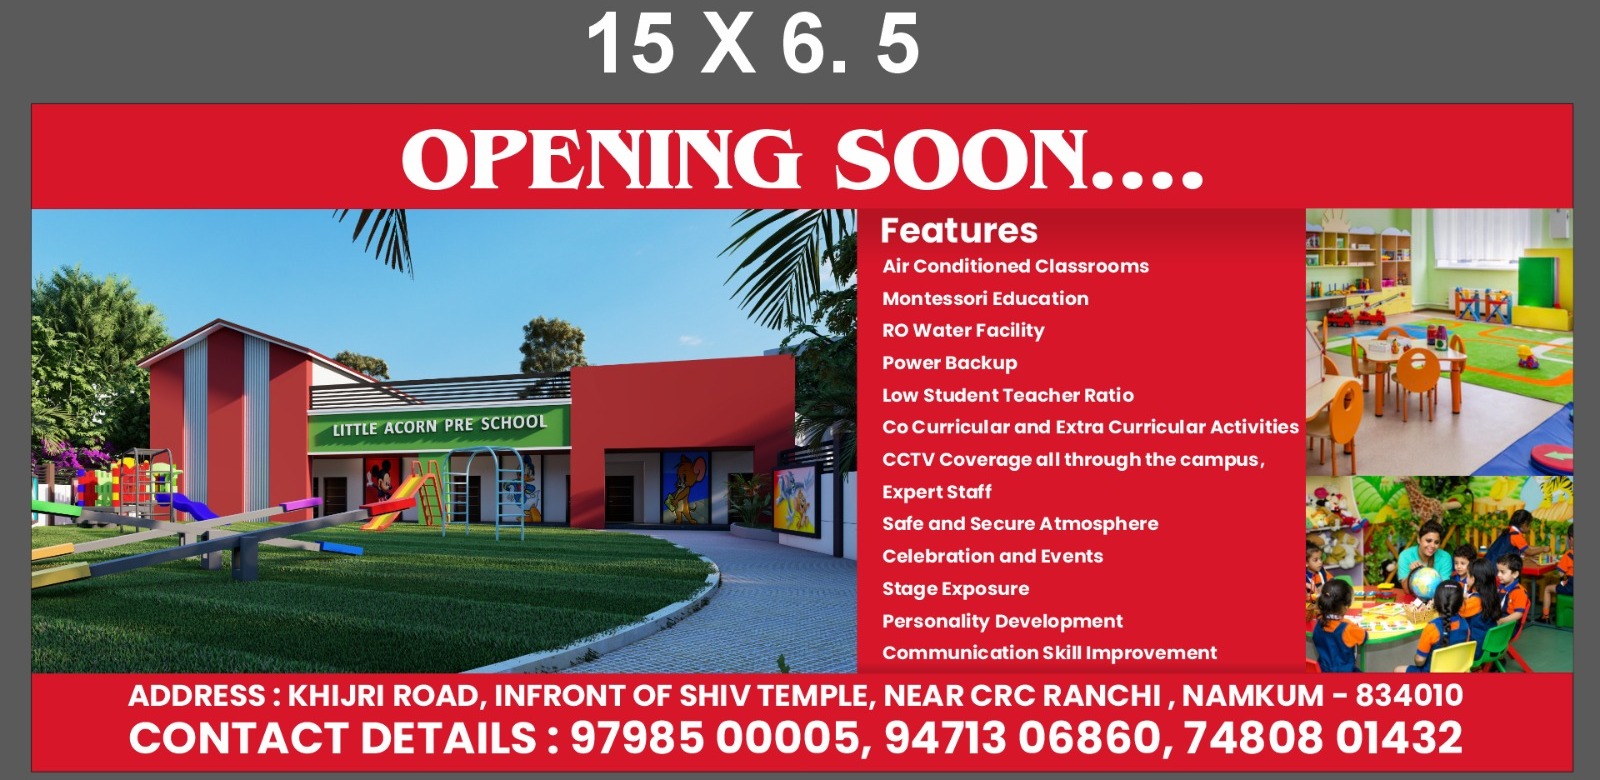 15 X 6. 5
OPENING SOON....
LITTLE ACORN PRE SCHOOL
Features
Air Conditioned Classrooms
Montessori Education
RO Water Facility
Power Backup
Low Student Teacher Ratio
Co Curricular and Extra Curricular Activities
CCTV Coverage all through the campus,
Expert Staff
Safe and Secure Atmosphere
Celebration and Events
Stage Exposure
Personality Development
Communication Skill Improvement
ADDRESS : KHIJRI ROAD, INFRONT OF SHIV TEMPLE, NEAR CRC RANCHI , NAMKUM - 834010
CONTACT DETAILS : 97985 00005, 94713 06860, 74808 01432